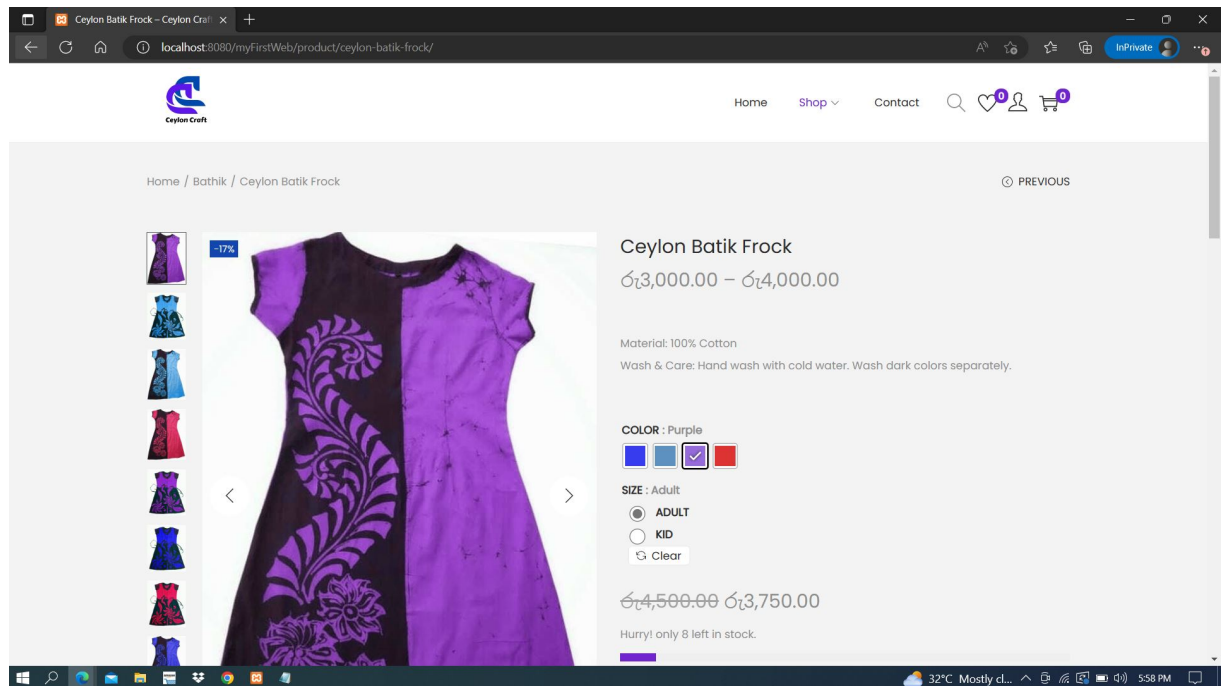 Ceylon Batik Frock – Ceylon Craf
localhost:8080/myFirstWeb/product/ceylon-batik-frock/
InPrivate
Ceylon Craft
Home Shop Contact 0 0
Home / Bathik / Ceylon Batik Frock
PREVIOUS
-17%
Ceylon Batik Frock
රු3,000.00 – රු4,000.00
Material: 100% Cotton
Wash & Care: Hand wash with cold water. Wash dark colors separately.
COLOR : Purple
SIZE : Adult
ADULT
KID
Clear
රු4,500.00 රු3,750.00
Hurry! only 8 left in stock.
32°C Mostly cl... 5:58 PM